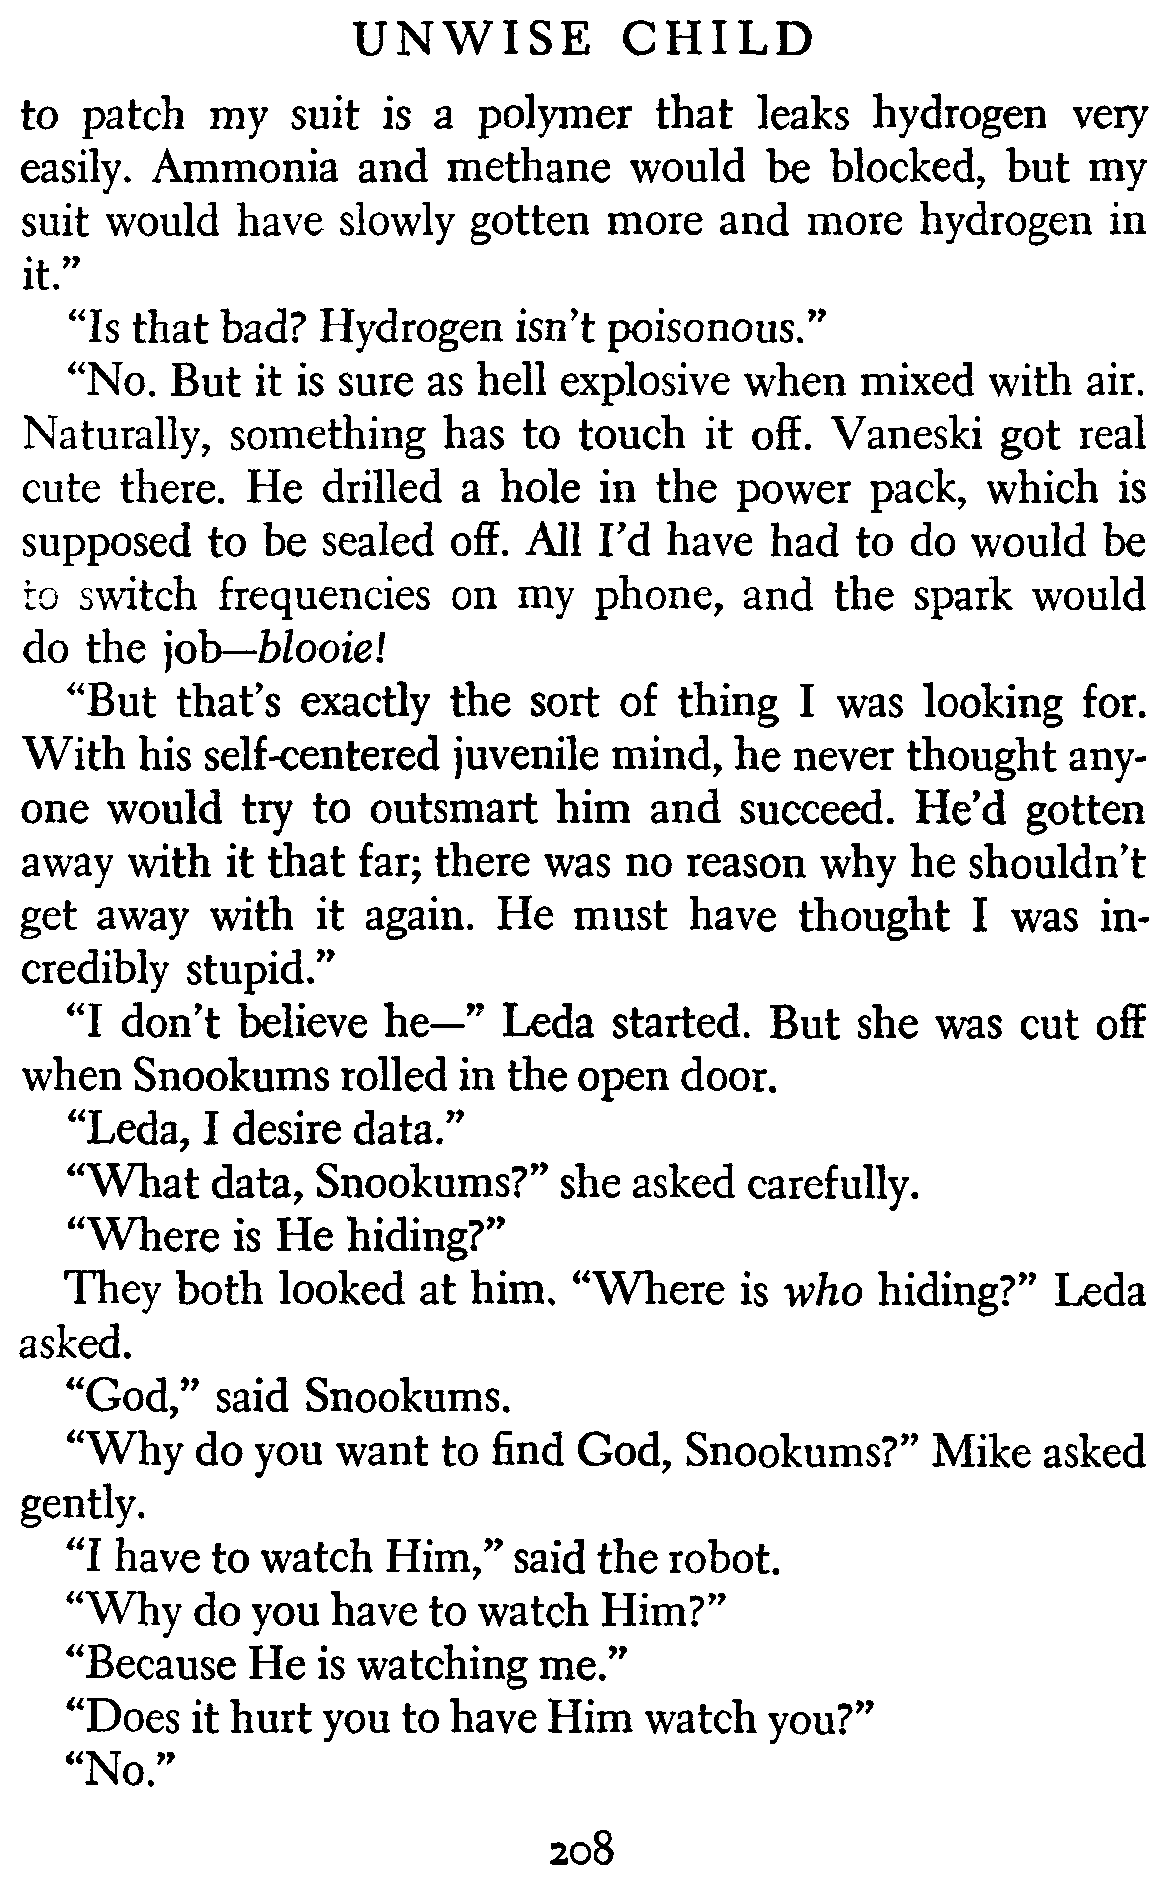 UNWISE CHILD
to patch my suit is a polymer that leaks hydrogen very
easily. Ammonia and methane would be blocked, but my
suit would have slowly gotten more and more hydrogen in
it.”
“Is that bad? Hydrogen isn’t poisonous.”
“No. But it is sure as hell explosive when mixed with air.
Naturally, something has to touch it off. Vaneski got real
cute there. He drilled a hole in the power pack, which is
supposed to be sealed off. All I’d have had to do would be
to switch frequencies on my phone, and the spark would
do the job—blooie!
“But that’s exactly the sort of thing I was looking for.
With his self-centered juvenile mind, he never thought any-
one would try to outsmart him and succeed. He’d gotten
away with it that far; there was no reason why he shouldn’t
get away with it again. He must have thought I was in-
credibly stupid.”
“I don’t believe he—” Leda started. But she was cut off
when Snookums rolled in the open door.
“Leda, I desire data.”
“What data, Snookums?” she asked carefully.
“Where is He hiding?”
They both looked at him. “Where is who hiding?” Leda
asked.
“God,” said Snookums.
“Why do you want to find God, Snookums?” Mike asked
gently.
“I have to watch Him,” said the robot.
“Why do you have to watch Him?”
“Because He is watching me.”
“Does it hurt you to have Him watch you?”
“No.”
208